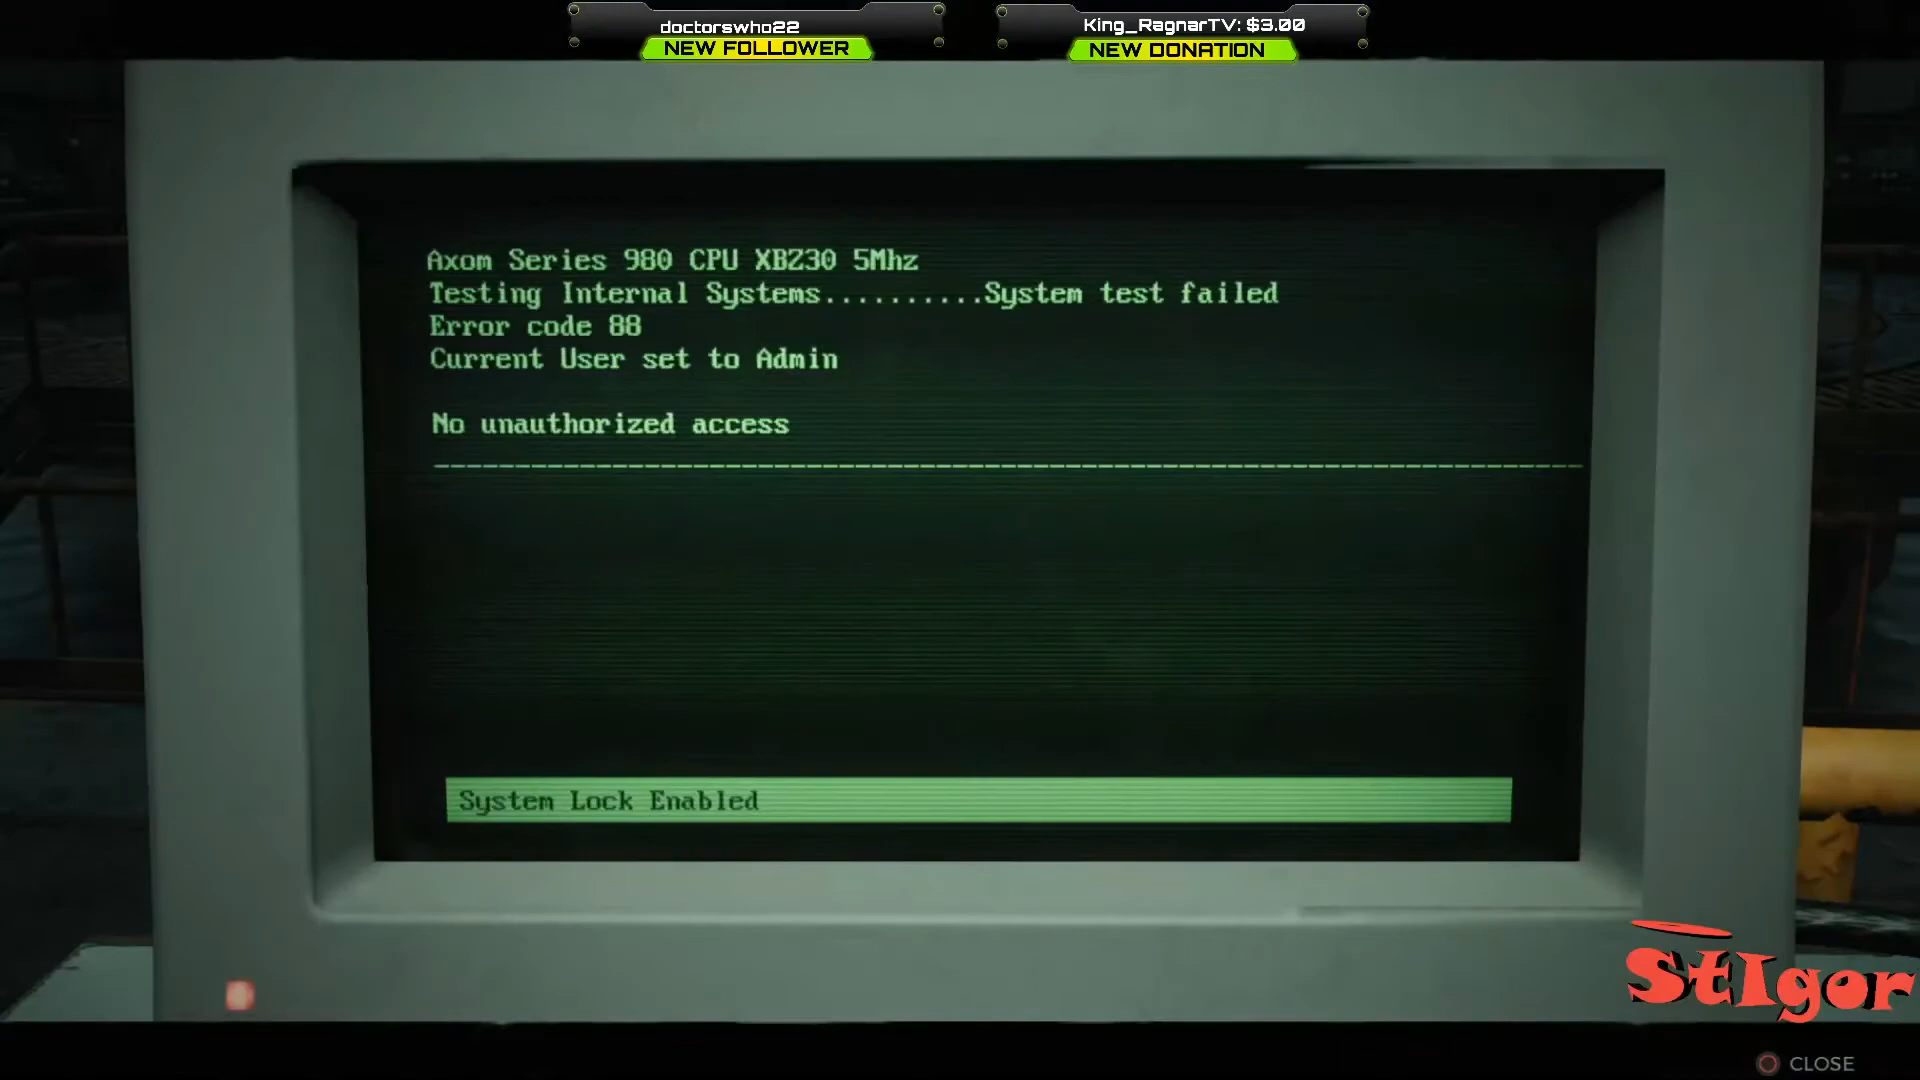 doctorswho22
NEW FOLLOWER
King_RagnarTV: $3.00
NEW DONATION
Axom Series 980 CPU XBZ30 5Mhz
Testing Internal Systems..........System test failed
Error code 88
Current User set to Admin
No unauthorized access
System Lock Enabled
StIgor
CLOSE